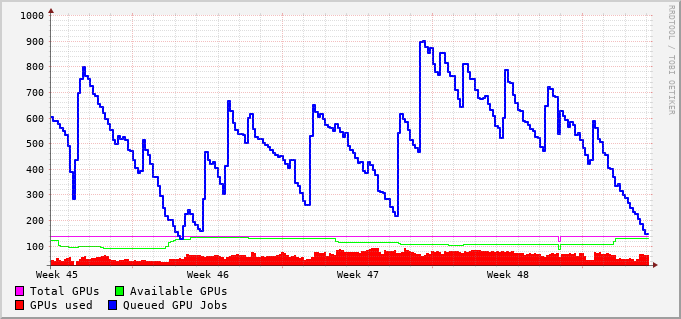 1000
900
800
700
600
500
400
300
200
100
Week 45 Week 46 Week 47 Week 48
Total GPUs Available GPUs
GPUs used Queued GPU Jobs
RRDTOOL / TOBI OETIKER